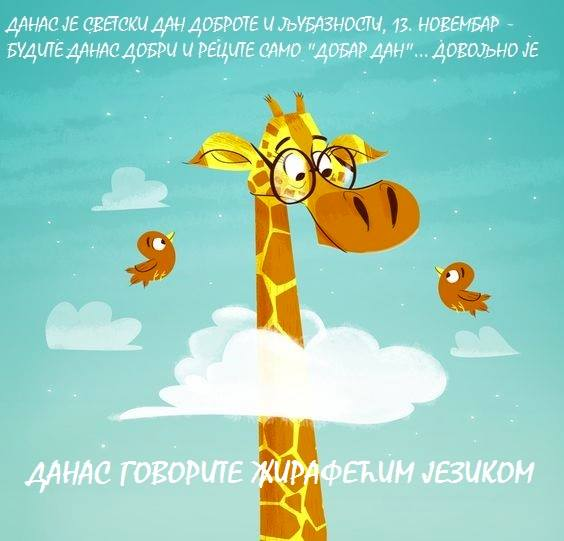 ДАНАС ЈЕ СВЕТСКИ ДАН ДОБРОТЕ И ЉУБАЗНОСТИ, 13. НОВЕМБАР -
БУДИТЕ ДАНАС ДОБРИ И РЕЦИТЕ САМО "ДОБАР ДАН"... ДОВОЉНО ЈЕ
ДАНАС ГОВОРИТЕ ЖИРАФЕЋИМ ЈЕЗИКОМ